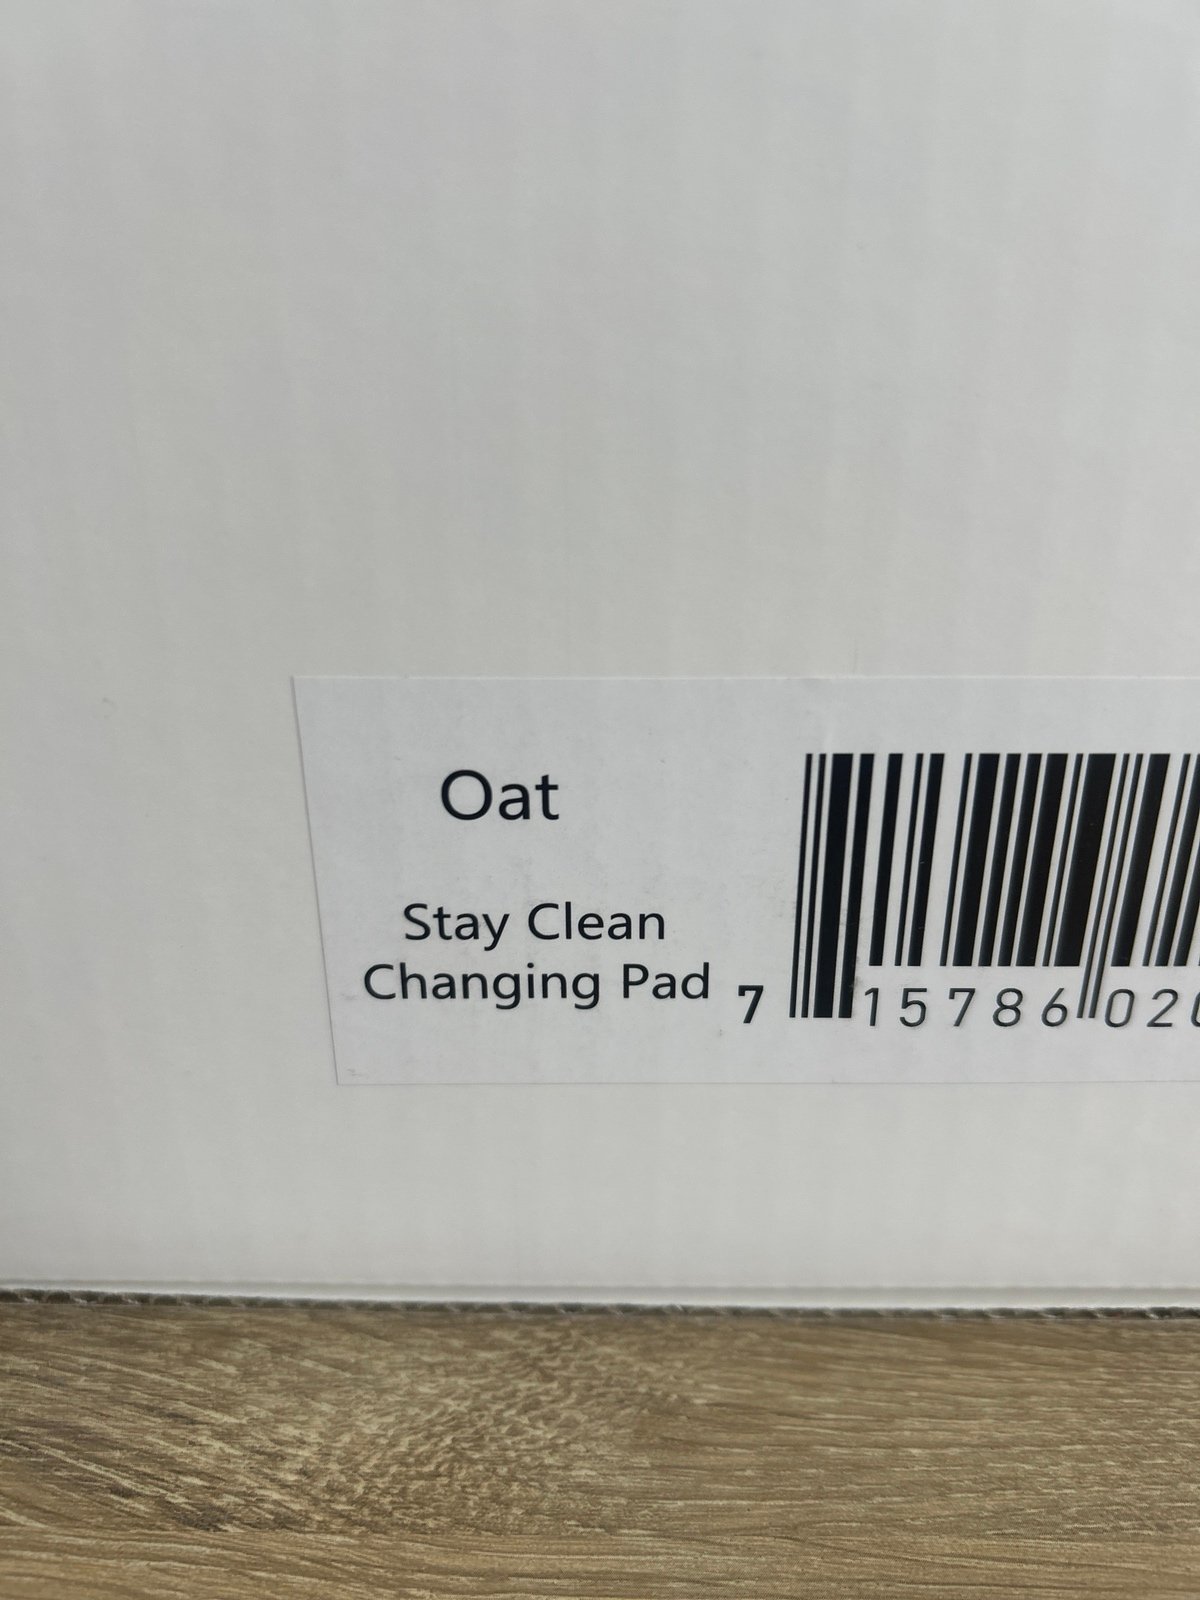 Oat
Stay Clean
Changing Pad
7 15786 02